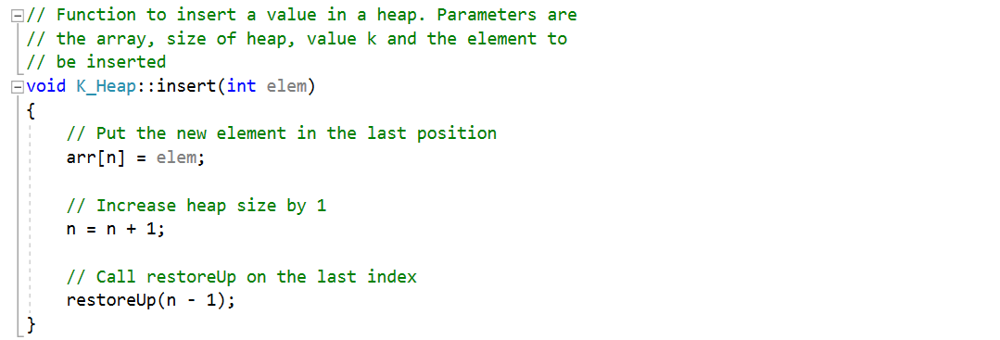 // Function to insert a value in a heap. Parameters are
// the array, size of heap, value k and the element to
// be inserted
void K_Heap::insert(int elem)
{
// Put the new element in the last position
arr[n] = elem;
// Increase heap size by 1
n = n + 1;
// Call restoreUp on the last index
restoreUp(n - 1);
}